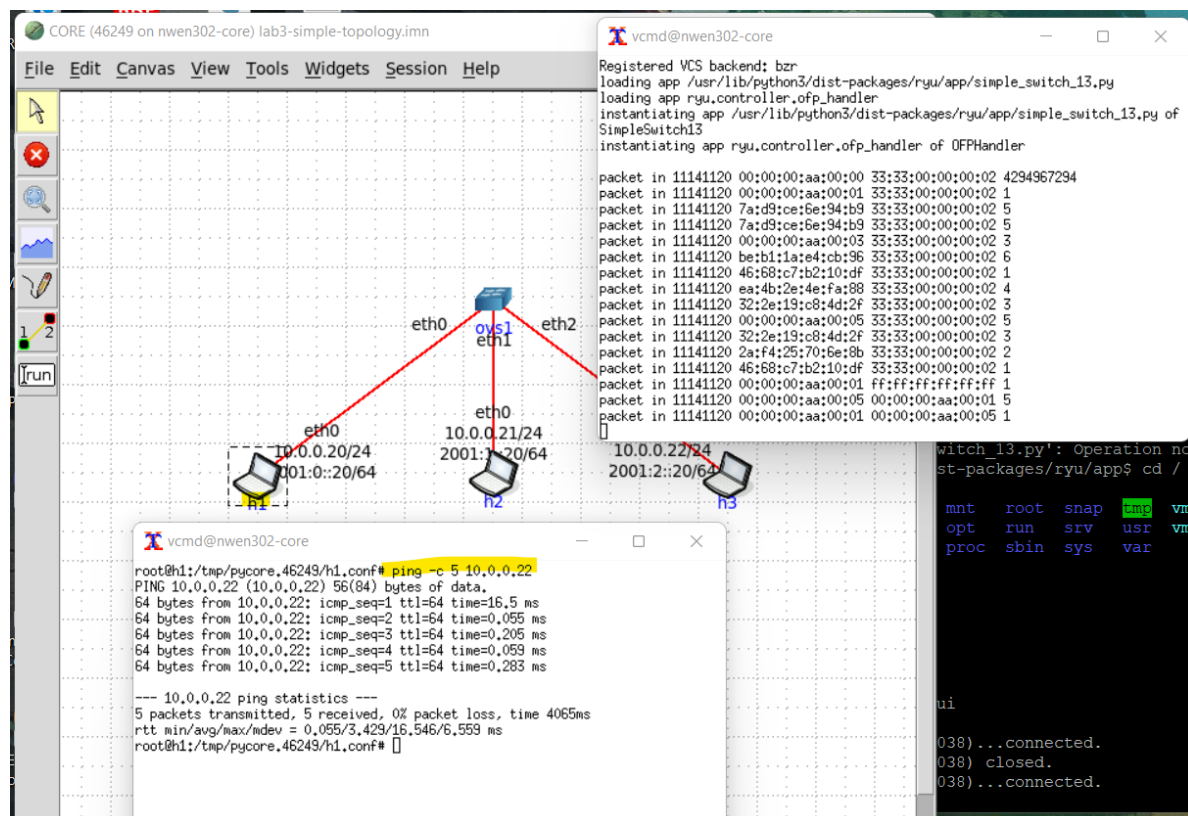 CORE (46249 on nwen302-core) lab3-simple-topology.imn
File Edit Canvas View Tools Widgets Session Help
1 2
run
eth0
ovs1
eth2
eth1
eth0
10.0.0.20/24
2001:0::20/64
h1
eth0
10.0.0.21/24
h2
10.0.0.22/24
2001:2::20/64
h3
vcmd@nwen302-core
Registered VCS backend: bzr
loading app /usr/lib/python3/dist-packages/ryu/app/simple_switch_13.py
loading app ryu.controller.ofp_handler
instantiating app /usr/lib/python3/dist-packages/ryu/app/simple_switch_13.py of
SimpleSwitch13
instantiating app ryu.controller.ofp_handler of OFPHandler
packet in 11141120 00:00:00:aa:00:00 33:33:00:00:00:02 4294967294
packet in 11141120 00:00:00:aa:00:01 33:33:00:00:00:02 1
packet in 11141120 7a:d9:ce:6e:94:b9 33:33:00:00:00:02 5
packet in 11141120 7a:d9:ce:6e:94:b9 33:33:00:00:00:02 5
packet in 11141120 00:00:00:aa:00:03 33:33:00:00:00:02 3
packet in 11141120 be:b1:1a:e4:cb:96 33:33:00:00:00:02 6
packet in 11141120 46:68:c7:b2:10:df 33:33:00:00:00:02 1
packet in 11141120 ea:4b:2e:4e:fa:88 33:33:00:00:00:02 4
packet in 11141120 32:2e:19:c8:4d:2f 33:33:00:00:00:02 3
packet in 11141120 00:00:00:aa:00:05 33:33:00:00:00:02 5
packet in 11141120 32:2e:19:c8:4d:2f 33:33:00:00:00:02 3
packet in 11141120 2a:f4:25:70:6e:8b 33:33:00:00:00:02 2
packet in 11141120 46:68:c7:b2:10:df 33:33:00:00:00:02 1
packet in 11141120 00:00:00:aa:00:01 ff:ff:ff:ff:ff:ff 1
packet in 11141120 00:00:00:aa:00:05 00:00:00:aa:00:01 5
packet in 11141120 00:00:00:aa:00:01 00:00:00:aa:00:05 1
witch_13.py': Operation no
st-packages/ryu/app$ cd /
mnt root snap tmp vm
opt run srv usr vm
proc sbin sys var
ui
038)...connected.
038) closed.
038)...connected.
vcmd@nwen302-core
root@h1:/tmp/pycore.46249/h1.conf# ping -c 5 10.0.0.22
PING 10.0.0.22 (10.0.0.22) 56(84) bytes of data.
64 bytes from 10.0.0.22: icmp_seq=1 ttl=64 time=16.5 ms
64 bytes from 10.0.0.22: icmp_seq=2 ttl=64 time=0.055 ms
64 bytes from 10.0.0.22: icmp_seq=3 ttl=64 time=0.205 ms
64 bytes from 10.0.0.22: icmp_seq=4 ttl=64 time=0.059 ms
64 bytes from 10.0.0.22: icmp_seq=5 ttl=64 time=0.283 ms
--- 10.0.0.22 ping statistics ---
5 packets transmitted, 5 received, 0% packet loss, time 4065ms
rtt min/avg/max/mdev = 0.055/3.429/16.546/6.559 ms
root@h1:/tmp/pycore.46249/h1.conf#